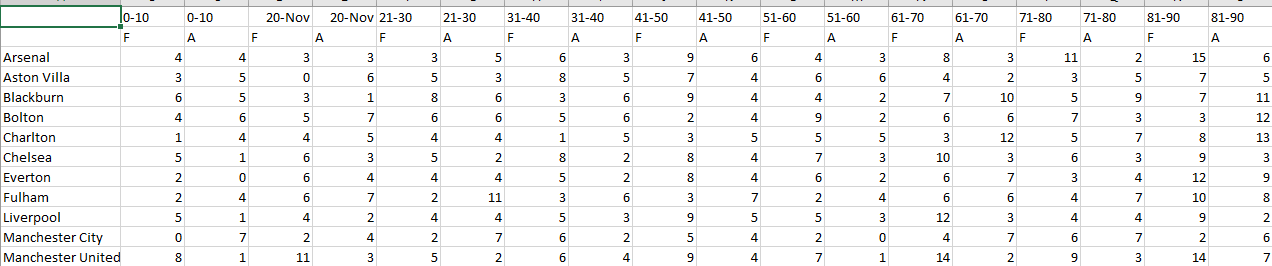 0-10 0-10 20-Nov 20-Nov 21-30 21-30 31-40 31-40 41-50 41-50 51-60 51-60 61-70 61-70 71-80 71-80 81-90 81-90
F A F A F A F A F A F A F A F A F A
Arsenal 4 4 3 3 3 5 6 3 9 6 4 3 8 3 11 2 15 6
Aston Villa 3 5 0 6 5 3 8 5 7 4 6 6 4 2 3 5 7 5
Blackburn 6 5 3 1 8 6 3 6 9 4 4 2 7 10 5 9 7 11
Bolton 4 6 5 7 6 6 5 6 2 4 9 2 6 6 7 3 3 12
Charlton 1 4 4 5 4 4 1 5 3 5 5 5 3 12 5 7 8 13
Chelsea 5 1 6 3 5 2 8 2 8 4 7 3 10 3 6 3 9 3
Everton 2 0 6 4 4 4 5 2 8 4 6 2 6 7 3 4 12 9
Fulham 2 4 6 7 2 11 3 6 3 7 2 4 6 6 4 7 10 8
Liverpool 5 1 4 2 4 4 5 3 9 5 5 3 12 3 4 4 9 2
Manchester City 0 7 2 4 2 7 6 2 5 4 2 0 4 7 6 7 2 6
Manchester United 8 1 11 3 5 2 6 4 9 4 7 1 14 2 9 3 14 7